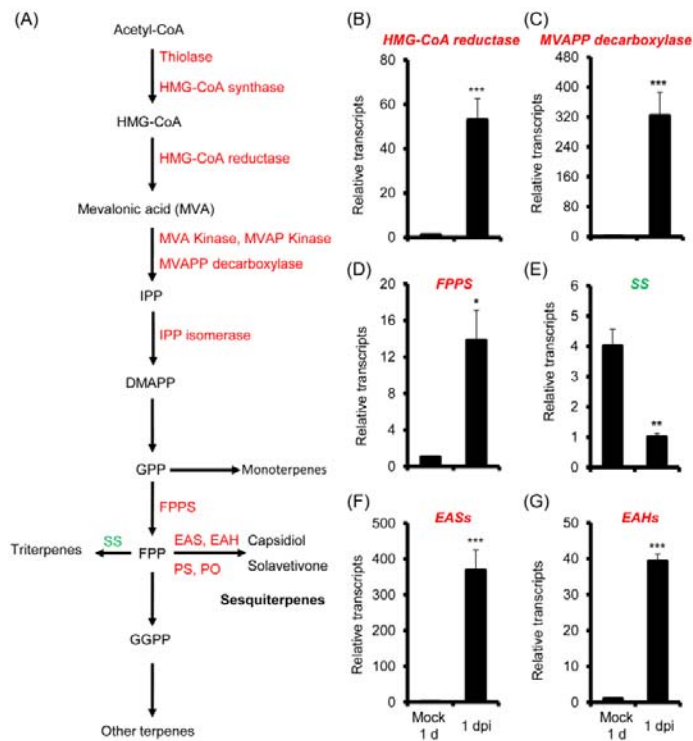 (A)
Acetyl-CoA
Thiolase
HMG-CoA synthase
HMG-CoA
HMG-CoA reductase
Mevalonic acid (MVA)
MVA Kinase, MVAP Kinase
MVAPP decarboxylase
IPP
IPP isomerase
DMAPP
GPP
Monoterpenes
FPPS
Triterpenes
SS
FPP
EAS, EAH
PS, PO
Capsidiol
Solavetivone
Sesquiterpenes
GGPP
Other terpenes
(B)
HMG-CoA reductase
Relative transcripts
80
60
40
20
0
***
(C)
MVAPP decarboxylase
Relative transcripts
400
320
240
160
80
0
***
(D)
FPPS
Relative transcripts
20
16
12
8
4
0
*
(E)
SS
Relative transcripts
6
5
4
3
2
1
0
**
(F)
EASs
Relative transcripts
500
400
300
200
100
0
***
Mock
1 d
1 dpi
(G)
EAHs
Relative transcripts
50
40
30
20
10
0
***
Mock
1 d
1 dpi